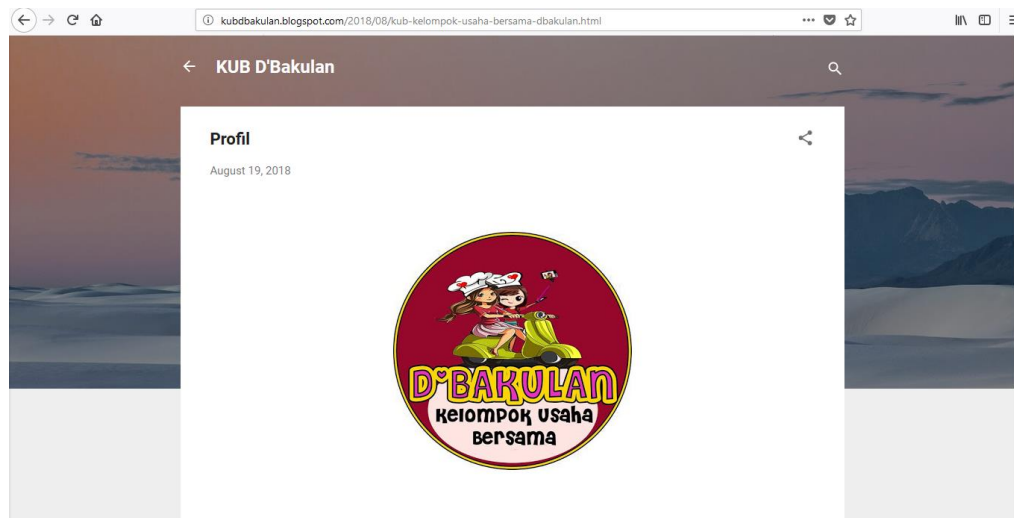 kubdbakulan.blogspot.com/2018/08/kub-kelompok-usaha-bersama-dbakulan.html
KUB D'Bakulan
Profil
August 19, 2018
D'BAKULAN
Kelompok Usaha
Bersama